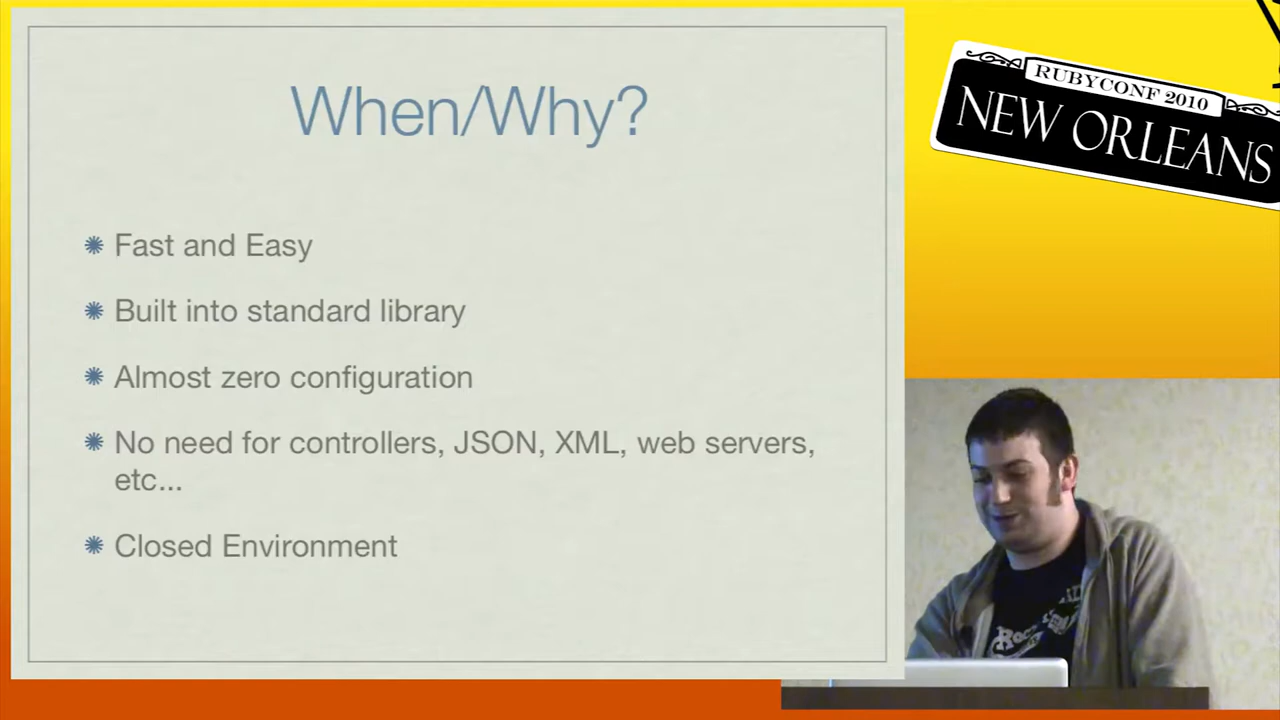 When/Why?
Fast and Easy
Built into standard library
Almost zero configuration
No need for controllers, JSON, XML, web servers,
etc...
Closed Environment
RUBYCONF 2010
NEW ORLEANS